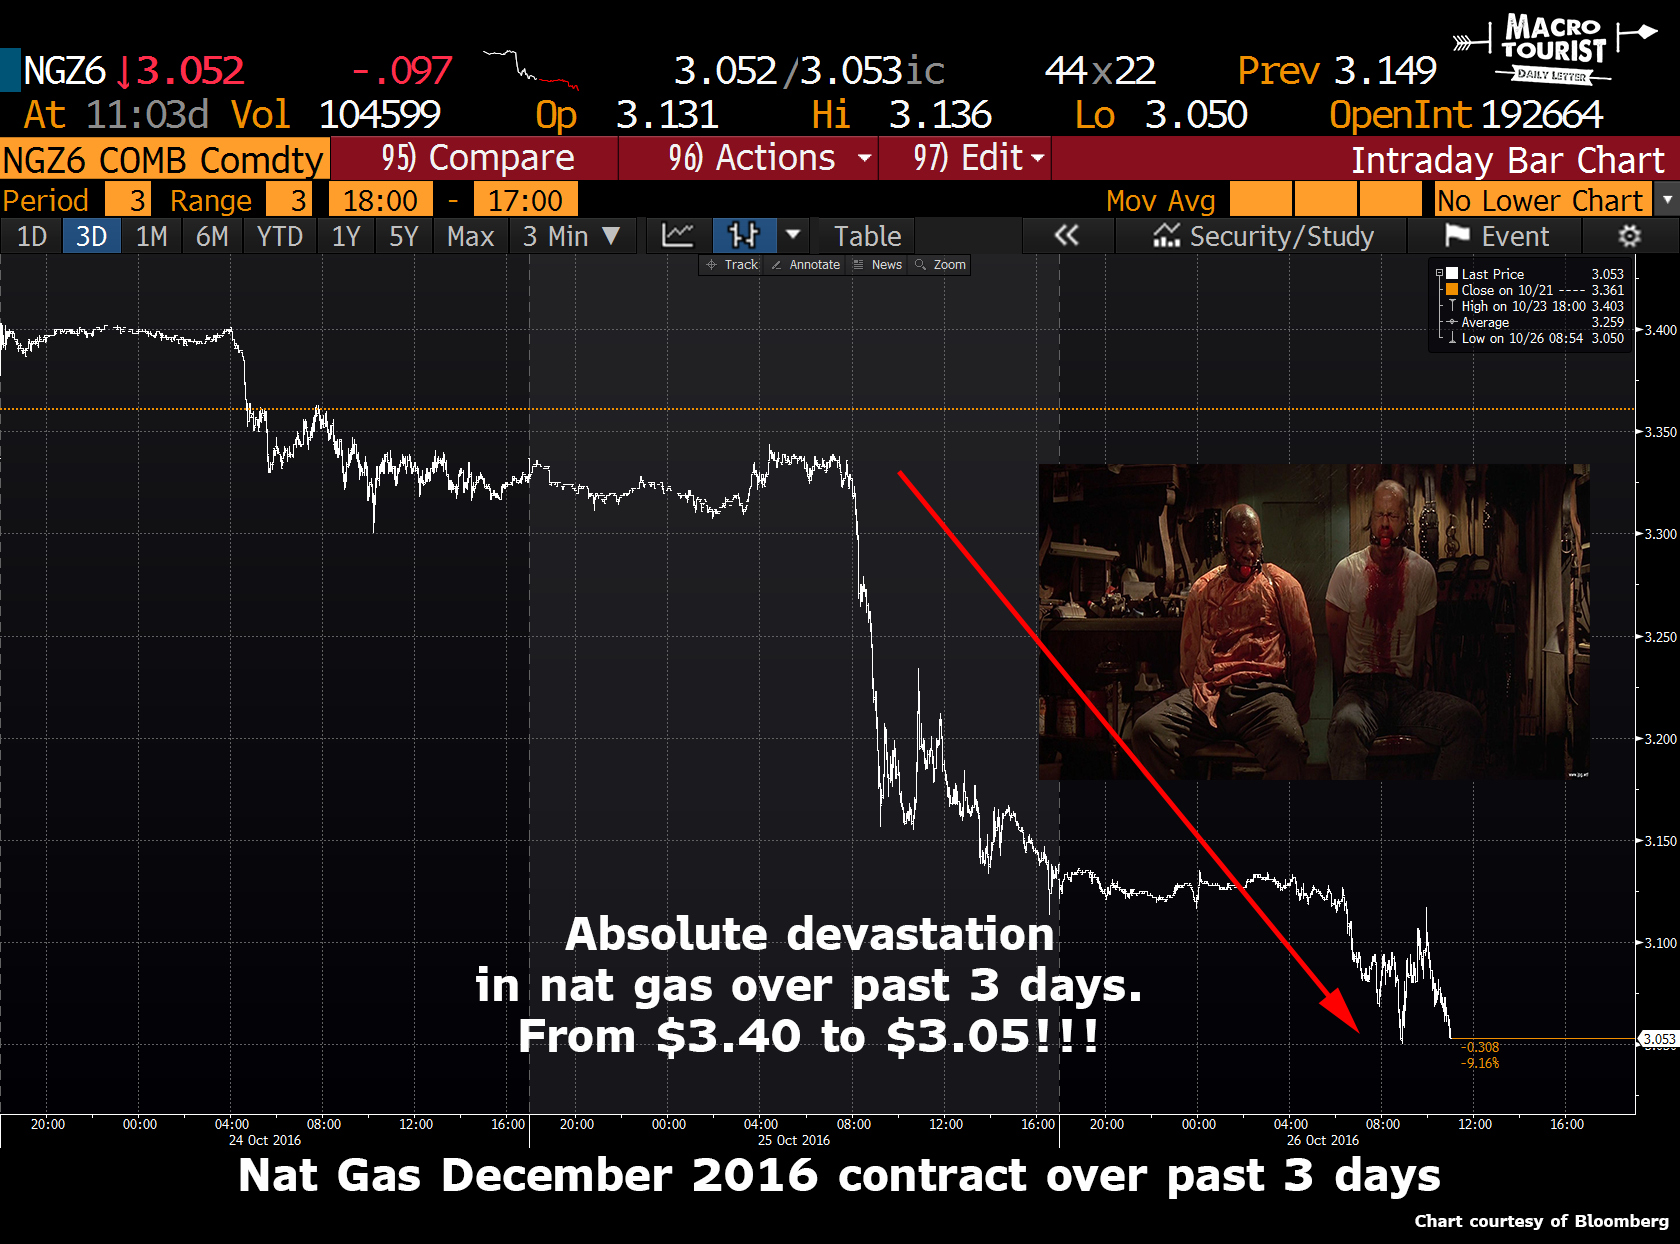 MACRO
TOURIST
DAILY LETTER
NGZ6 ↓3.052 -.097 3.052/3.053ic 44x22 Prev 3.149
At 11:03d Vol 104599 Op 3.131 Hi 3.136 Lo 3.050 OpenInt 192664
NGZ6 COMB Comdty 95) Compare 96) Actions 97) Edit Intraday Bar Chart
Period 3 Range 3 18:00 - 17:00 Mov Avg No Lower Chart
1D 3D 1M 6M YTD 1Y 5Y Max 3 Min ▼ Table « Security/Study Event
Track Annotate News Zoom
Last Price 3.053
Close on 10/21 ---- 3.361
High on 10/23 18:00 3.403
Average 3.259
Low on 10/26 08:54 3.050
3.400
3.350
3.300
3.250
3.200
3.150
3.100
3.053
-0.308
-9.16%
Absolute devastation
in nat gas over past 3 days.
From $3.40 to $3.05!!!
20:00 00:00 04:00 08:00 12:00 16:00 20:00 00:00 04:00 08:00 12:00 16:00 20:00 00:00 04:00 08:00 12:00 16:00
24 Oct 2016 25 Oct 2016 26 Oct 2016
Nat Gas December 2016 contract over past 3 days
Chart courtesy of Bloomberg